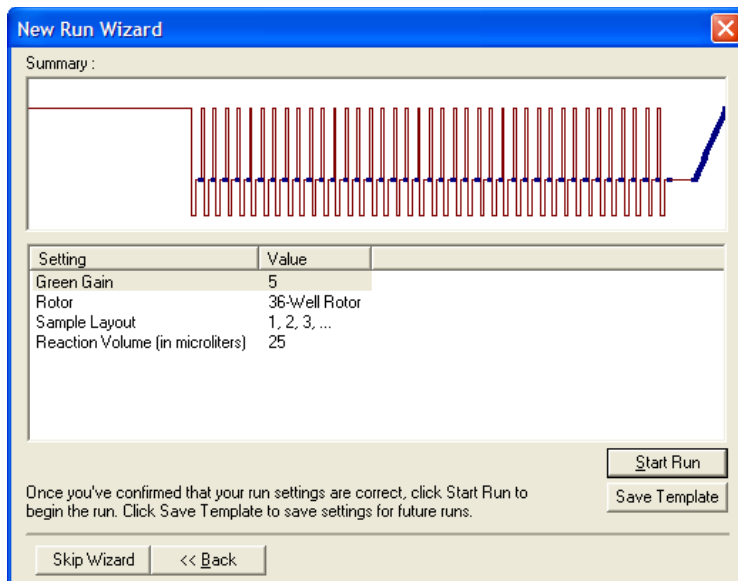 New Run Wizard
Summary :
Setting Value
Green Gain 5
Rotor 36-Well Rotor
Sample Layout 1, 2, 3, ...
Reaction Volume (in microliters) 25
Start Run
Once you've confirmed that your run settings are correct, click Start Run to
begin the run. Click Save Template to save settings for future runs.
Save Template
Skip Wizard << Back